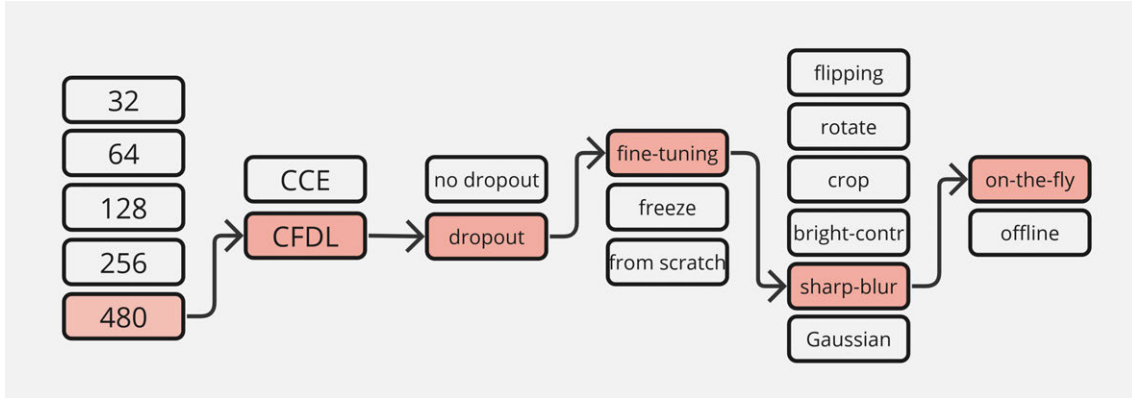 32
64
128
256
480
CCE
CFDL
no dropout
dropout
fine-tuning
freeze
from scratch
flipping
rotate
crop
bright-contr
sharp-blur
Gaussian
on-the-fly
offline